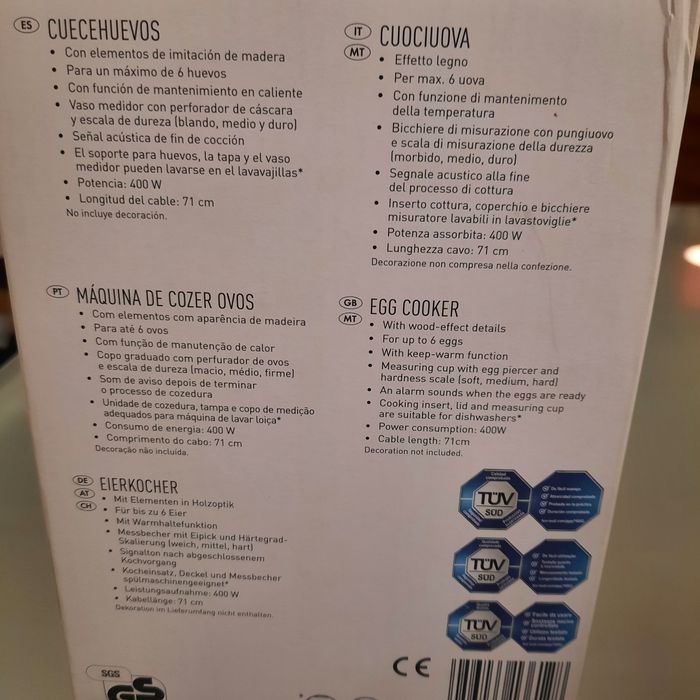 ES CUECEHUEVOS
• Con elementos de imitación de madera
• Para un máximo de 6 huevos
• Con función de mantenimiento en caliente
• Vaso medidor con perforador de cáscara
y escala de dureza (blando, medio y duro)
• Señal acústica de fin de cocción
• El soporte para huevos, la tapa y el vaso
medidor pueden lavarse en el lavavajillas*
• Potencia: 400 W
• Longitud del cable: 71 cm
No incluye decoración.
IT MT CUOCIUOVA
• Effetto legno
• Per max. 6 uova
• Con funzione di mantenimento
della temperatura
• Bicchiere di misurazione con pungiuovo
e scala di misurazione della durezza
(morbido, medio, duro)
• Segnale acustico alla fine
del processo di cottura
• Inserto cottura, coperchio e bicchiere
misuratore lavabili in lavastoviglie*
• Potenza assorbita: 400 W
• Lunghezza cavo: 71 cm
Decorazione non compresa nella confezione.
PT MÁQUINA DE COZER OVOS
• Com elementos com aparência de madeira
• Para até 6 ovos
• Com função de manutenção de calor
• Copo graduado com perfurador de ovos
e escala de dureza (macio, médio, firme)
• Som de aviso depois de terminar
o processo de cozedura
• Unidade de cozedura, tampa e copo de medição
adequados para máquina de lavar loiça*
• Consumo de energia: 400 W
• Comprimento do cabo: 71 cm
Decoração não incluída.
GB MT EGG COOKER
• With wood-effect details
• For up to 6 eggs
• With keep-warm function
• Measuring cup with egg piercer and
hardness scale (soft, medium, hard)
• An alarm sounds when the eggs are ready
• Cooking insert, lid and measuring cup
are suitable for dishwashers*
• Power consumption: 400W
• Cable length: 71cm
Decoration not included.
DE AT CH EIERKOCHER
• Mit Elementen in Holzoptik
• Für bis zu 6 Eier
• Mit Warmhaltefunktion
• Messbecher mit Eipick und Härtegrad-
Skalierung (weich, mittel, hart)
• Signalton nach abgeschlossenem
Kochvorgang
• Kocheinsatz, Deckel und Messbecher
spülmaschinengeeignet*
• Leistungsaufnahme: 400 W
• Kabellänge: 71 cm
Dekoration im Lieferumfang nicht enthalten.
TÜV
SÜD
TÜV
SÜD
TÜV
SÜD
CE
SGS
GS